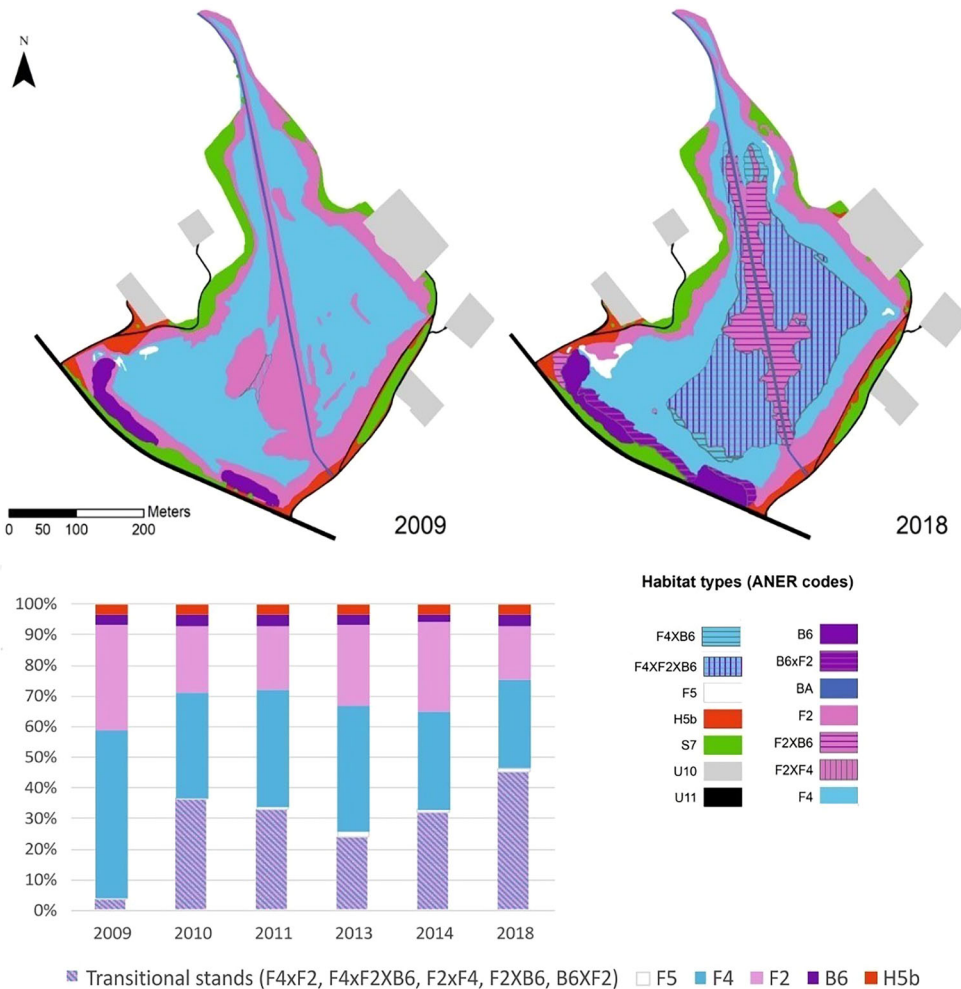 N
Meters
0 50 100 200
2009
2018
100%
90%
80%
70%
60%
50%
40%
30%
20%
10%
0%
2009 2010 2011 2013 2014 2018
Habitat types (ANER codes)
F4XB6
F4XF2XB6
F5
H5b
S7
U10
U11
B6
B6xF2
BA
F2
F2XB6
F2XF4
F4
Transitional stands (F4xF2, F4xF2XB6, F2xF4, F2XB6, B6XF2) F5 F4 F2 B6 H5b